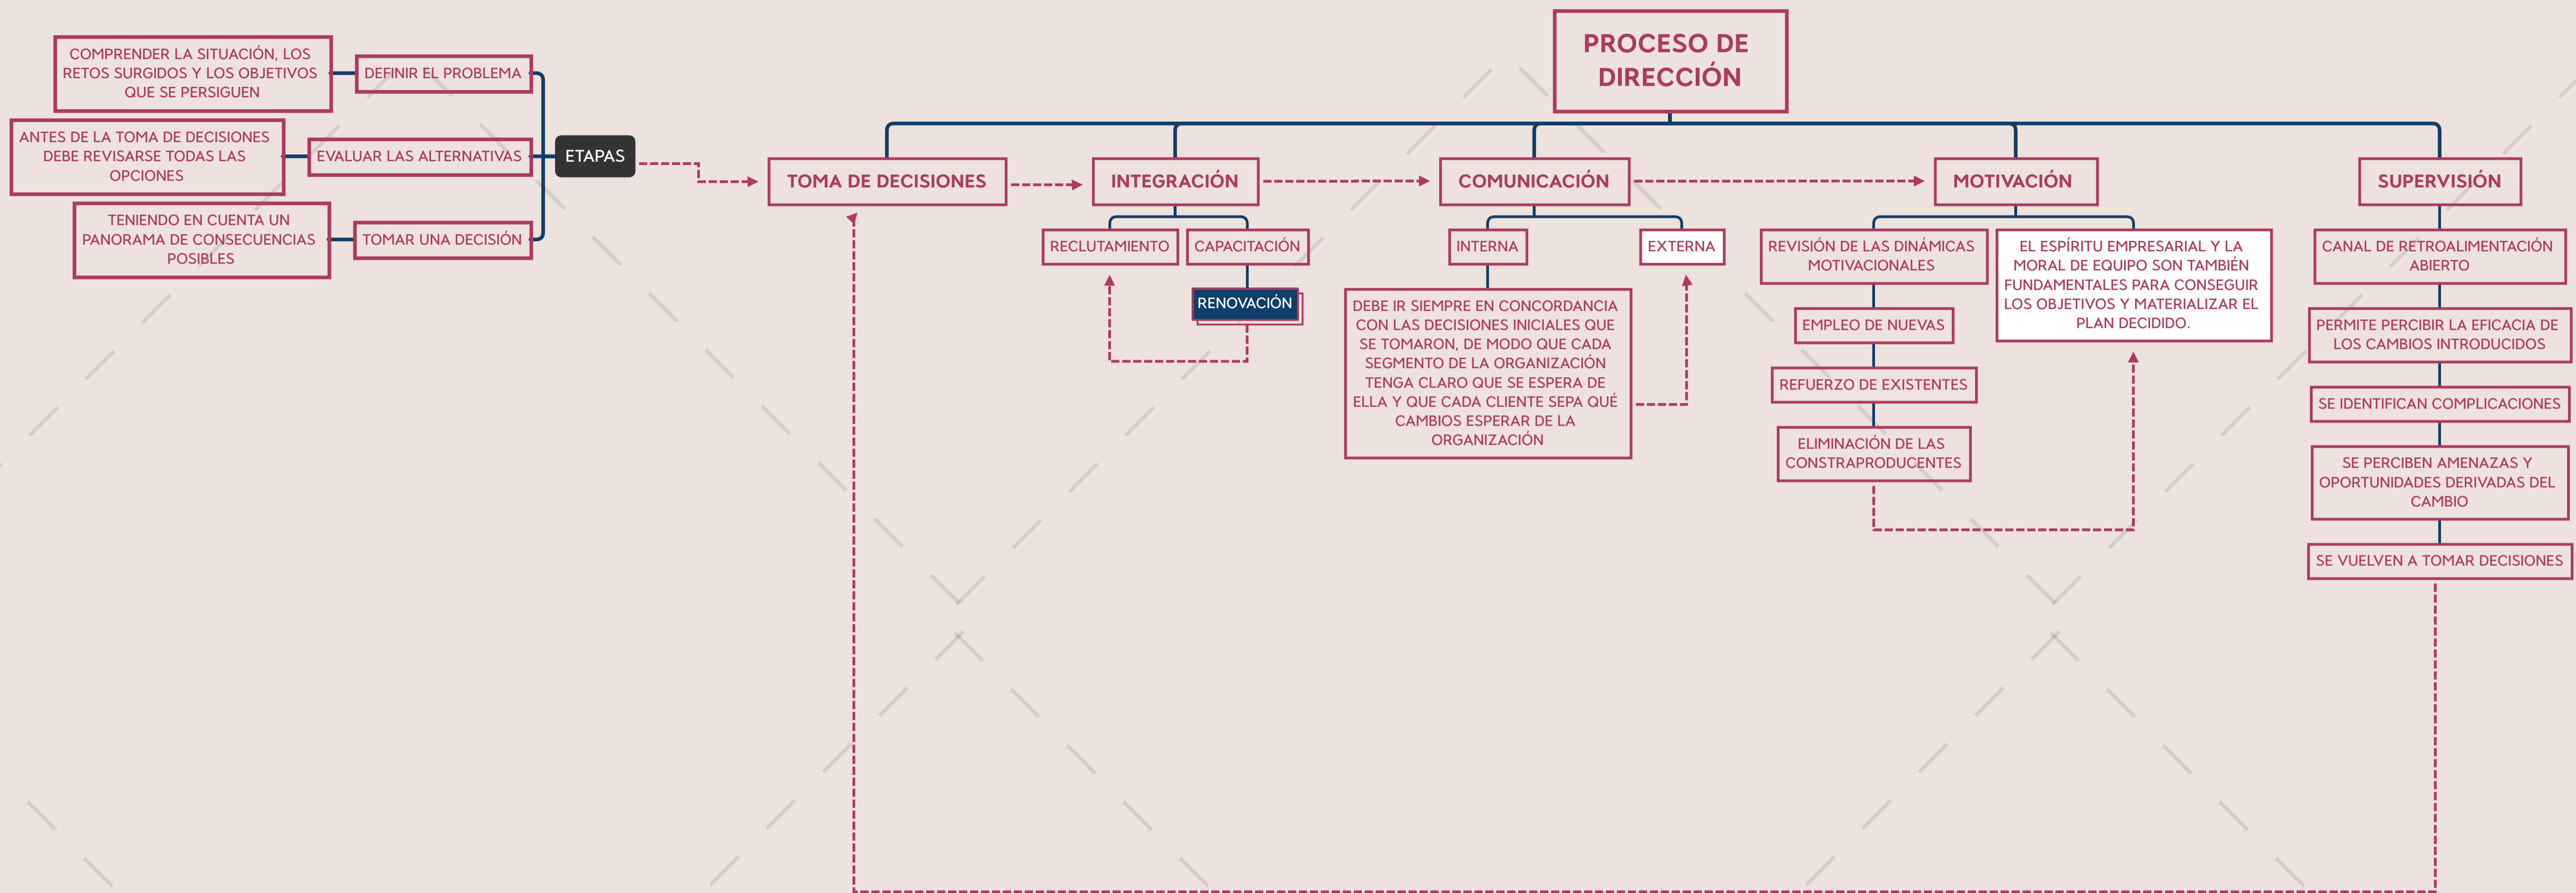 PROCESO DE
DIRECCIÓN
COMPRENDER LA SITUACIÓN, LOS
RETOS SURGIDOS Y LOS OBJETIVOS
QUE SE PERSIGUEN
DEFINIR EL PROBLEMA
ANTES DE LA TOMA DE DECISIONES
DEBE REVISARSE TODAS LAS
OPCIONES
EVALUAR LAS ALTERNATIVAS
TENIENDO EN CUENTA UN
PANORAMA DE CONSECUENCIAS
POSIBLES
TOMAR UNA DECISIÓN
ETAPAS
TOMA DE DECISIONES
INTEGRACIÓN
RECLUTAMIENTO
CAPACITACIÓN
RENOVACIÓN
COMUNICACIÓN
INTERNA
EXTERNA
DEBE IR SIEMPRE EN CONCORDANCIA
CON LAS DECISIONES INICIALES QUE
SE TOMARON, DE MODO QUE CADA
SEGMENTO DE LA ORGANIZACIÓN
TENGA CLARO QUE SE ESPERA DE
ELLA Y QUE CADA CLIENTE SEPA QUÉ
CAMBIOS ESPERAR DE LA
ORGANIZACIÓN
MOTIVACIÓN
REVISIÓN DE LAS DINÁMICAS
MOTIVACIONALES
EMPLEO DE NUEVAS
REFUERZO DE EXISTENTES
ELIMINACIÓN DE LAS
CONSTRAPRODUCENTES
EL ESPÍRITU EMPRESARIAL Y LA
MORAL DE EQUIPO SON TAMBIÉN
FUNDAMENTALES PARA CONSEGUIR
LOS OBJETIVOS Y MATERIALIZAR EL
PLAN DECIDIDO.
SUPERVISIÓN
CANAL DE RETROALIMENTACIÓN
ABIERTO
PERMITE PERCIBIR LA EFICACIA DE
LOS CAMBIOS INTRODUCIDOS
SE IDENTIFICAN COMPLICACIONES
SE PERCIBEN AMENAZAS Y
OPORTUNIDADES DERIVADAS DEL
CAMBIO
SE VUELVEN A TOMAR DECISIONES